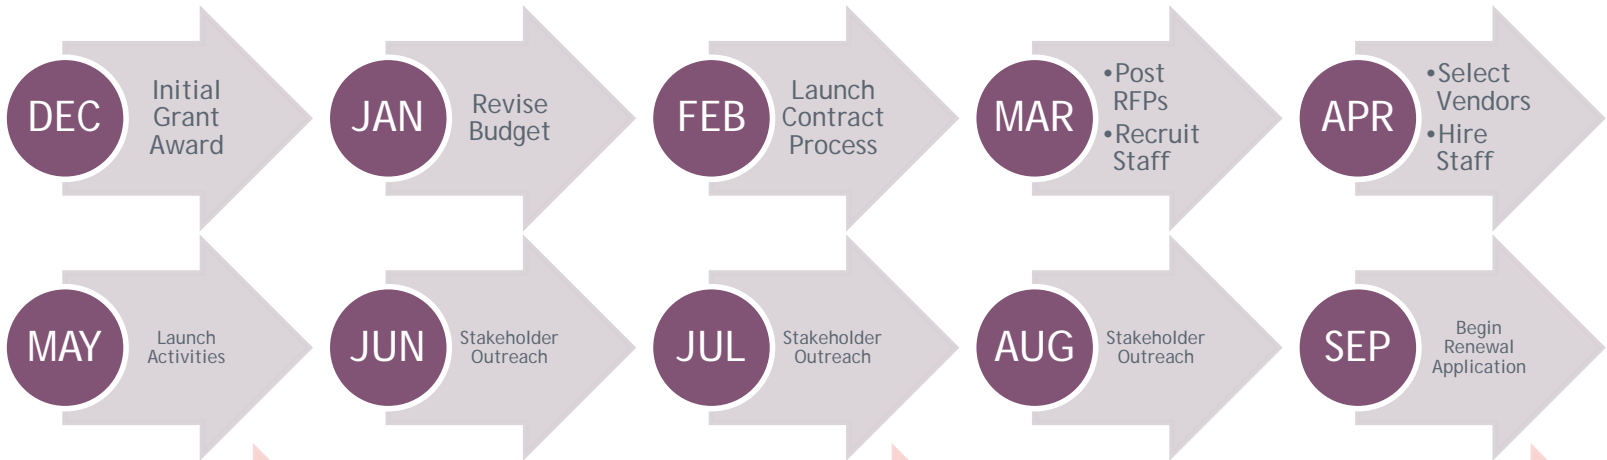 DEC
Initial
Grant
Award
JAN
Revise
Budget
FEB
Launch
Contract
Process
MAR
•Post
RFPs
•Recruit
Staff
APR
•Select
Vendors
•Hire
Staff
MAY
Launch
Activities
JUN
Stakeholder
Outreach
JUL
Stakeholder
Outreach
AUG
Stakeholder
Outreach
SEP
Begin
Renewal
Application